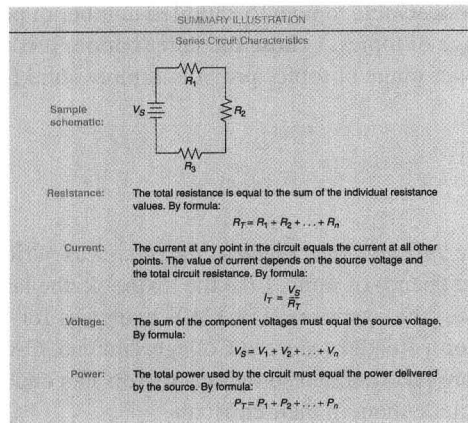 SUMMARY ILLUSTRATION
Series Circuit Characteristics
R1
Sample
schematic:
VS
R2
R3
Resistance:
The total resistance is equal to the sum of the individual resistance
values. By formula:
RT = R1 + R2 + . . . + Rn
Current:
The current at any point in the circuit equals the current at all other
points. The value of current depends on the source voltage and
the total circuit resistance. By formula:
IT = VS / RT
Voltage:
The sum of the component voltages must equal the source voltage.
By formula:
VS = V1 + V2 + . . . + Vn
Power:
The total power used by the circuit must equal the power delivered
by the source. By formula:
PT = P1 + P2 + . . . + Pn